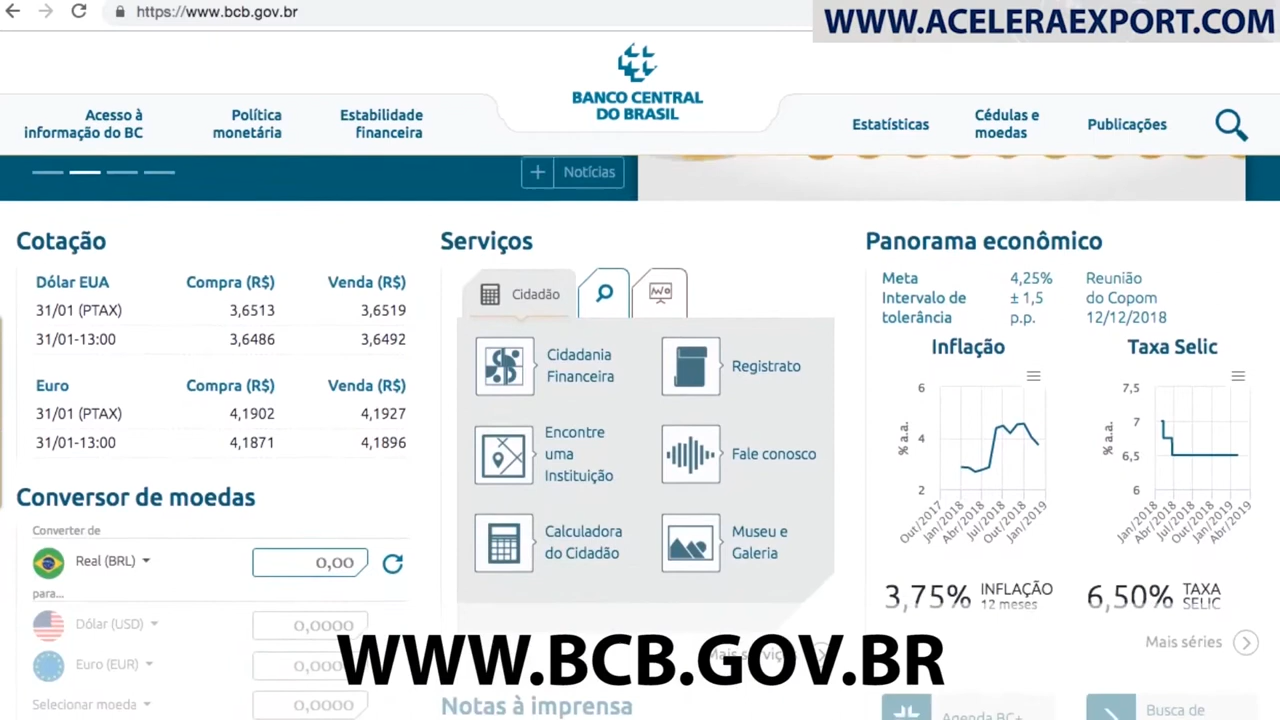 https://www.bcb.gov.br
WWW.ACELERAEXPORT.COM
BANCO CENTRAL
DO BRASIL
Acesso à
informação do BC
Política
monetária
Estabilidade
financeira
Estatísticas
Cédulas e
moedas
Publicações
+ Notícias
Cotação
Dólar EUA Compra (R$) Venda (R$)
31/01 (PTAX) 3,6513 3,6519
31/01-13:00 3,6486 3,6492
Euro Compra (R$) Venda (R$)
31/01 (PTAX) 4,1902 4,1927
31/01-13:00 4,1871 4,1896
Conversor de moedas
Converter de
Real (BRL) 0,00
para...
Dólar (USD) 0,0000
Euro (EUR) 0,000
Selecionar moeda 0,0000
Serviços
Cidadão
Cidadania
Financeira
Registrato
Encontre
uma
Instituição
Fale conosco
Calculadora
do Cidadão
Museu e
Galeria
Mais servi
WWW.BCB.GOV.BR
Notas à imprensa
Panorama econômico
Meta 4,25%
Intervalo de ± 1,5
tolerância p.p.
Reunião
do Copom
12/12/2018
Inflação
6
4
2
% a.a.
Out/2017
Jan/2018
Abr/2018
Jul/2018
Out/2018
Jan/2019
3,75% INFLAÇÃO
12 meses
Taxa Selic
7,5
7
6,5
6
% a.a.
Jan/2018
Abr/2018
Jul/2018
Out/2018
Jan/2019
Abr/2019
6,50% TAXA
SELIC
Mais séries
Agenda BC+
Busca de